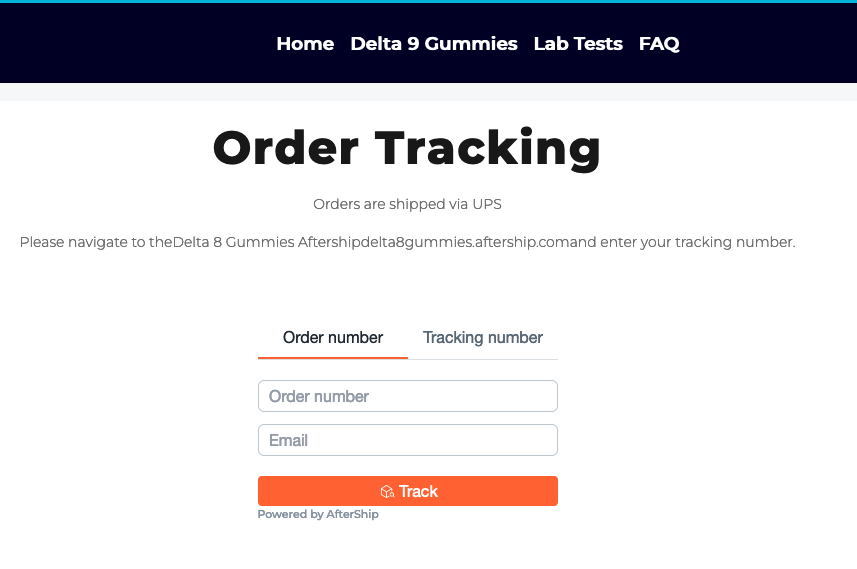 Home Delta 9 Gummies Lab Tests FAQ
Order Tracking
Orders are shipped via UPS
Please navigate to theDelta 8 Gummies Aftershipdelta8gummies.aftership.comand enter your tracking number.
Order number Tracking number
Order number
Email
Track
Powered by AfterShip